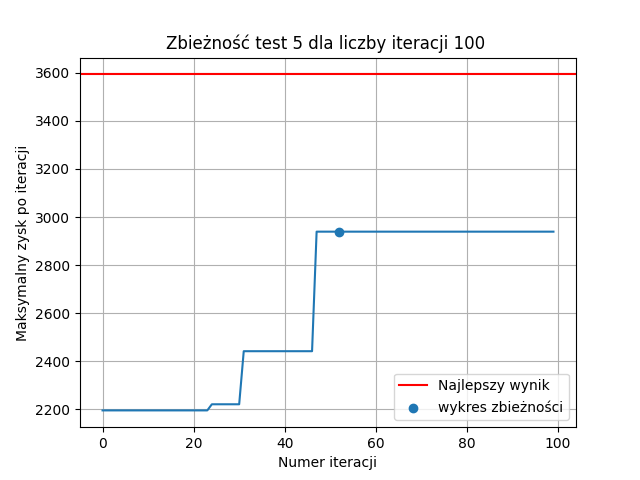 Zbieżność test 5 dla liczby iteracji 100
3600
3400
3200
3000
2800
2600
2400
2200
Maksymalny zysk po iteracji
0 20 40 60 80 100
Numer iteracji
Najlepszy wynik
wykres zbieżności